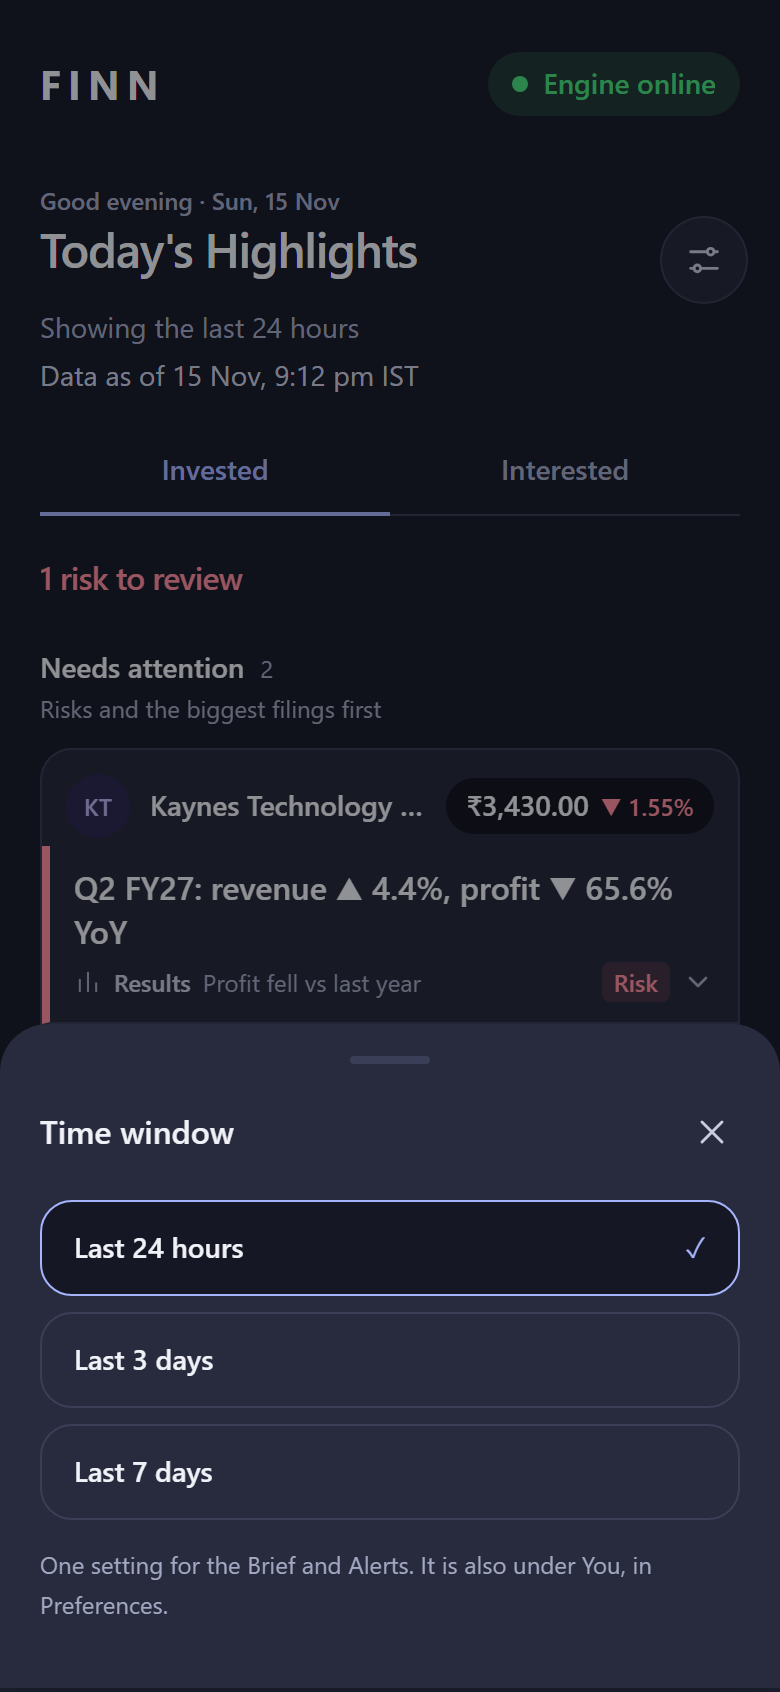 FINN
Engine online
Good evening · Sun, 15 Nov
Today's Highlights
Showing the last 24 hours
Data as of 15 Nov, 9:12 pm IST
Invested
Interested
1 risk to review
Needs attention 2
Risks and the biggest filings first
KT Kaynes Technology ... ₹3,430.00 ▼ 1.55%
Q2 FY27: revenue ▲ 4.4%, profit ▼ 65.6%
YoY
Results Profit fell vs last year Risk
Time window
Last 24 hours ✓
Last 3 days
Last 7 days
One setting for the Brief and Alerts. It is also under You, in
Preferences.